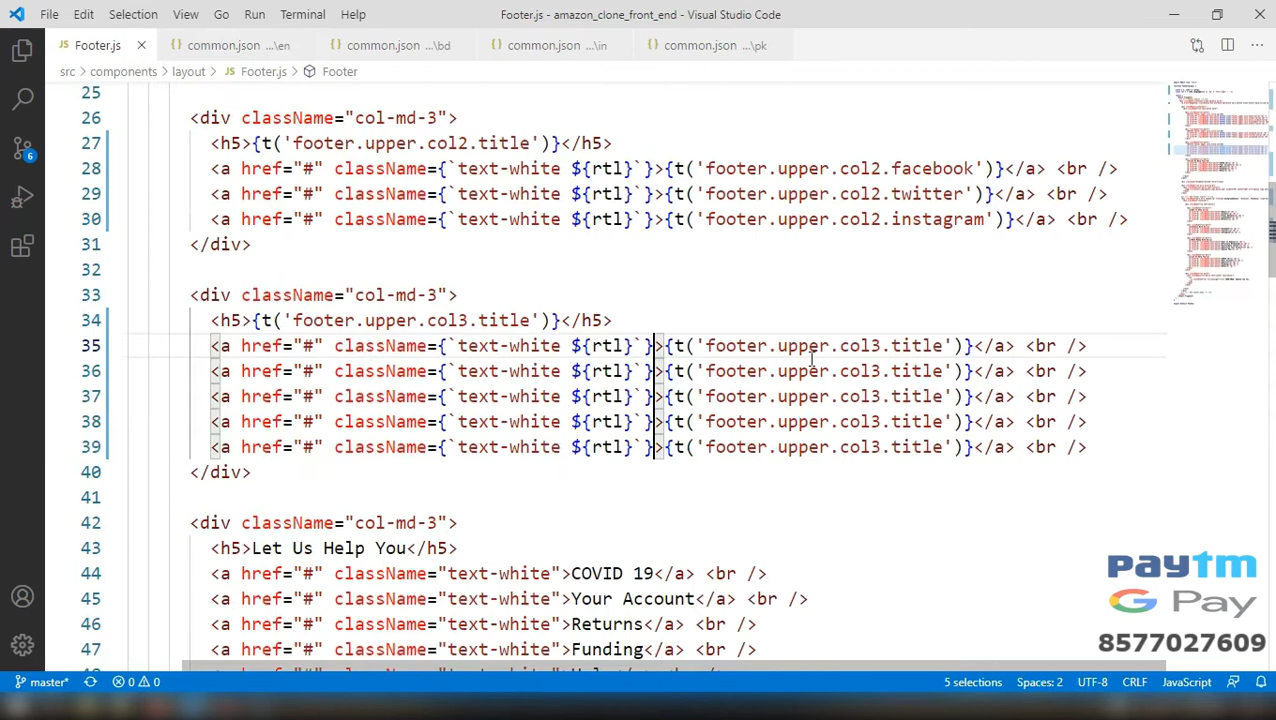 File Edit Selection View Go Run Terminal Help Footer.js - amazon_clone_front_end - Visual Studio Code
Footer.js common.json ...\en common.json ...\bd common.json ...\in common.json ...\pk
src > components > layout > JS Footer.js > Footer
25
26 <div className="col-md-3">
27 <h5>{t('footer.upper.col2.title')}</h5>
28 <a href="#" className={`text-white ${rtl}`}>{t('footer.upper.col2.facebook')}</a> <br />
29 <a href="#" className={`text-white ${rtl}`}>{t('footer.upper.col2.twitter')}</a> <br />
30 <a href="#" className={`text-white ${rtl}`}>{t('footer.upper.col2.instagram')}</a> <br />
31 </div>
32
33 <div className="col-md-3">
34 <h5>{t('footer.upper.col3.title')}</h5>
35 <a href="#" className={`text-white ${rtl}`}>{t('footer.upper.col3.title')}</a> <br />
36 <a href="#" className={`text-white ${rtl}`}>{t('footer.upper.col3.title')}</a> <br />
37 <a href="#" className={`text-white ${rtl}`}>{t('footer.upper.col3.title')}</a> <br />
38 <a href="#" className={`text-white ${rtl}`}>{t('footer.upper.col3.title')}</a> <br />
39 <a href="#" className={`text-white ${rtl}`}>{t('footer.upper.col3.title')}</a> <br />
40 </div>
41
42 <div className="col-md-3">
43 <h5>Let Us Help You</h5>
44 <a href="#" className="text-white">COVID 19</a> <br />
45 <a href="#" className="text-white">Your Account</a> <br />
46 <a href="#" className="text-white">Returns</a> <br />
47 <a href="#" className="text-white">Funding</a> <br />
paytm
G Pay
8577027609
6
master* 0 0 5 selections Spaces: 2 UTF-8 CRLF JavaScript